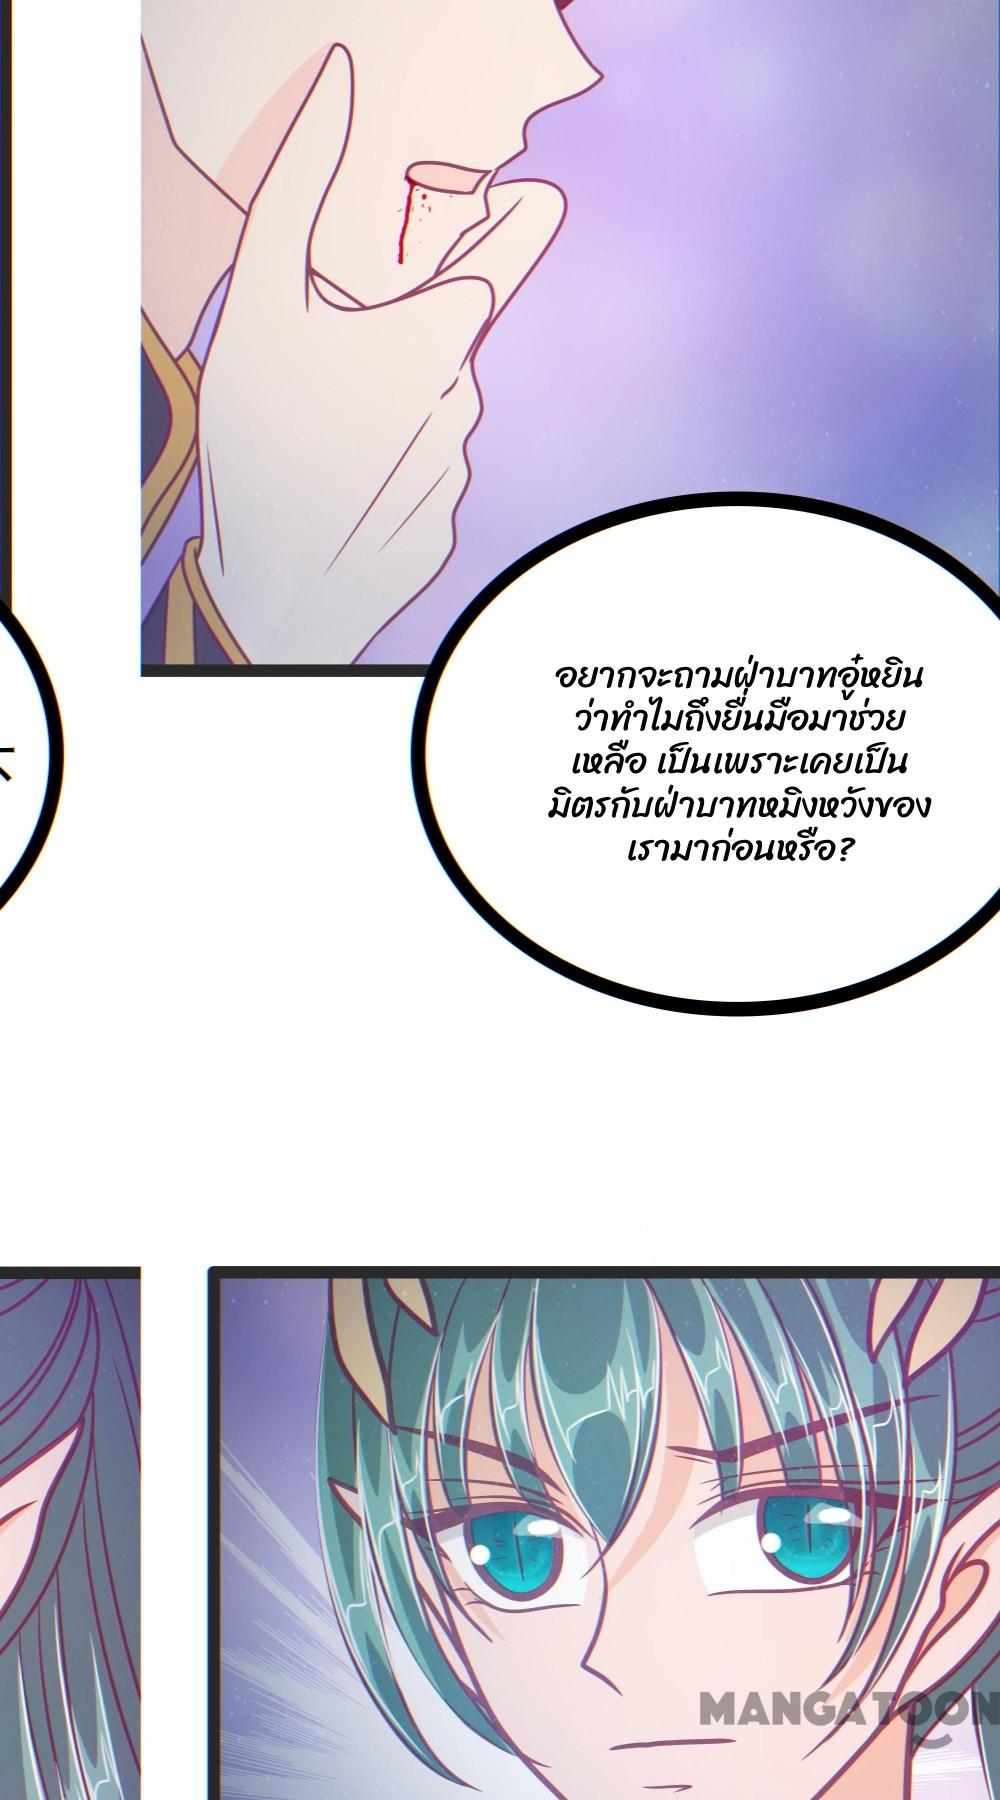 อยากจะถามฝ่าบาทอู๋หยิน
ว่าทำไมถึงยื่นมือมาช่วย
เหลือ เป็นเพราะเคยเป็น
มิตรกับฝ่าบาทหมิงหวังของ
เรามาก่อนหรือ?
MANGATOON